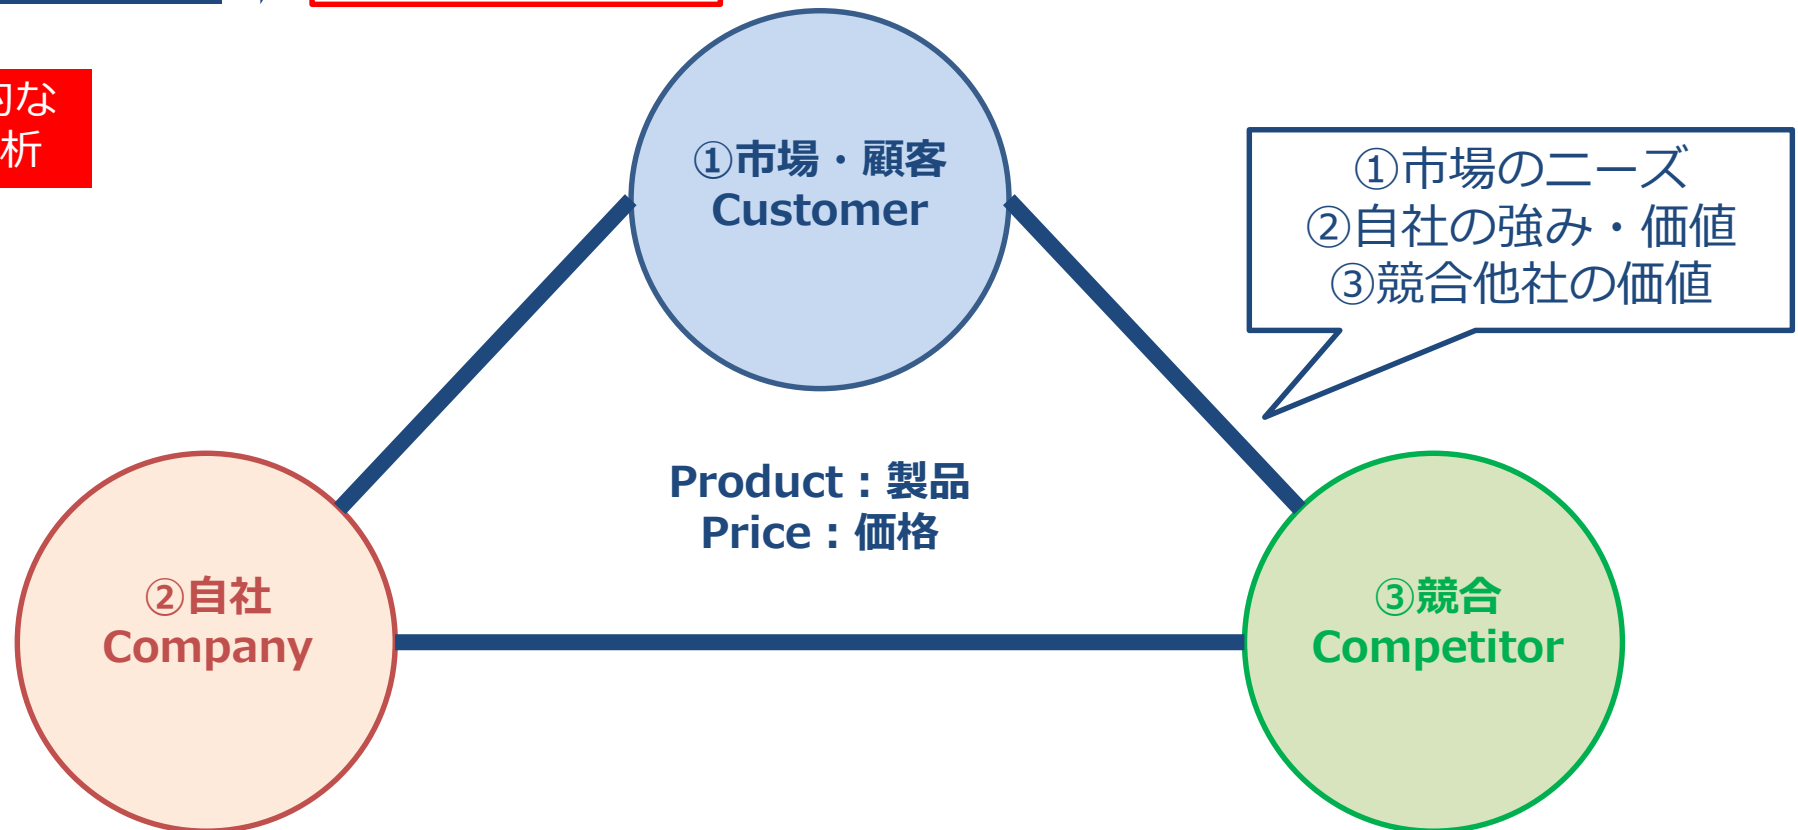 的な
析
①市場・顧客
Customer
①市場のニーズ
②自社の強み・価値
③競合他社の価値
Product：製品
Price：価格
②自社
Company
③競合
Competitor